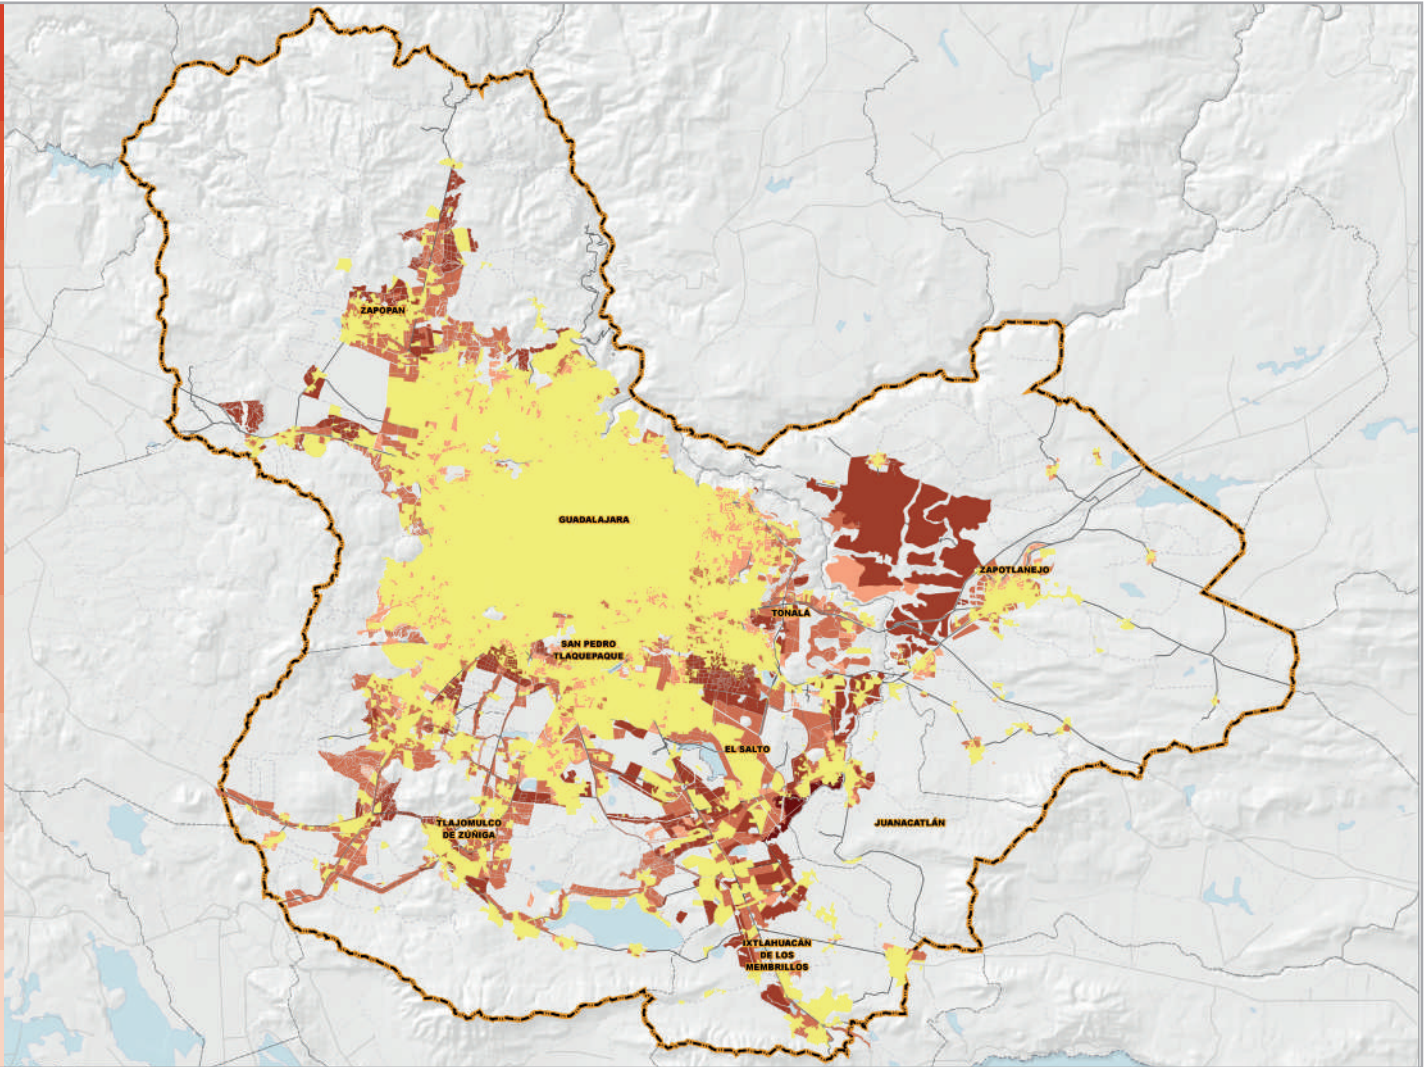 ZAPOPAN
GUADALAJARA
ZAPOTLANEJO
TONALÁ
SAN PEDRO
TLAQUEPAQUE
EL SALTO
TLAJOMULCO
DE ZÚÑIGA
JUANACATLÁN
IXTLAHUACÁN
DE LOS
MEMBRILLOS